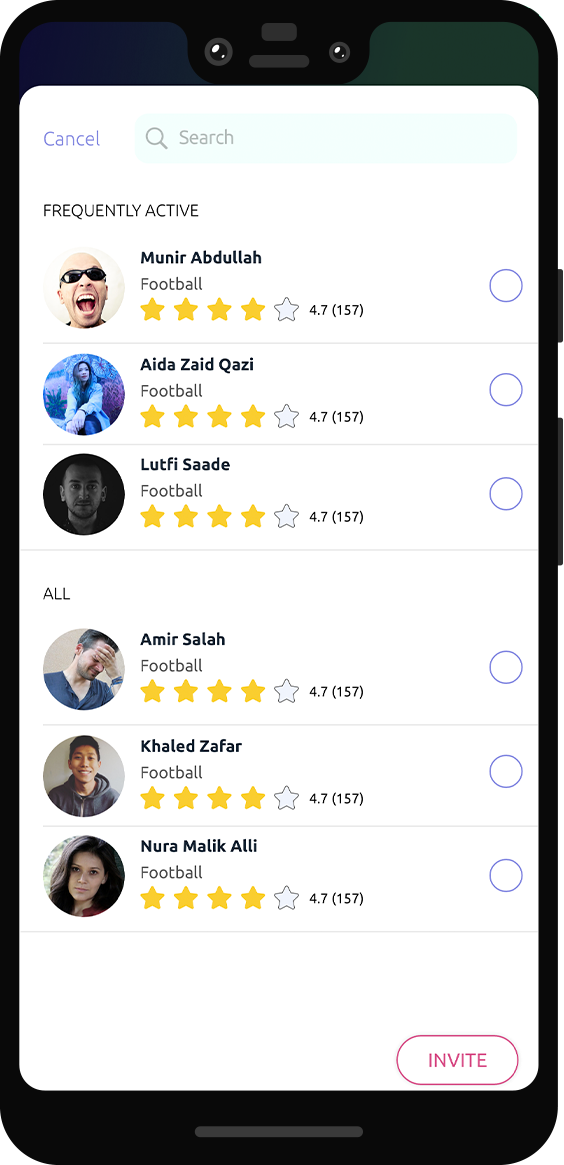 Cancel
Search
FREQUENTLY ACTIVE
Munir Abdullah
Football
4.7 (157)
Aida Zaid Qazi
Football
4.7 (157)
Lutfi Saade
Football
4.7 (157)
ALL
Amir Salah
Football
4.7 (157)
Khaled Zafar
Football
4.7 (157)
Nura Malik Alli
Football
4.7 (157)
INVITE